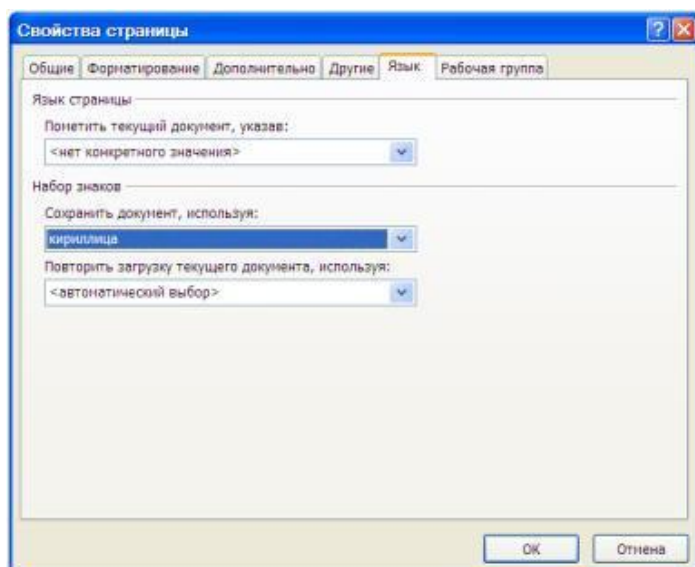 Свойства страницы
Общие Форматирование Дополнительно Другие Язык Рабочая группа
Язык страницы
Пометить текущий документ, указав:
<нет конкретного значения>
Набор знаков
Сохранить документ, используя:
кириллица
Повторить загрузку текущего документа, используя:
<автоматический выбор>
ОК Отмена